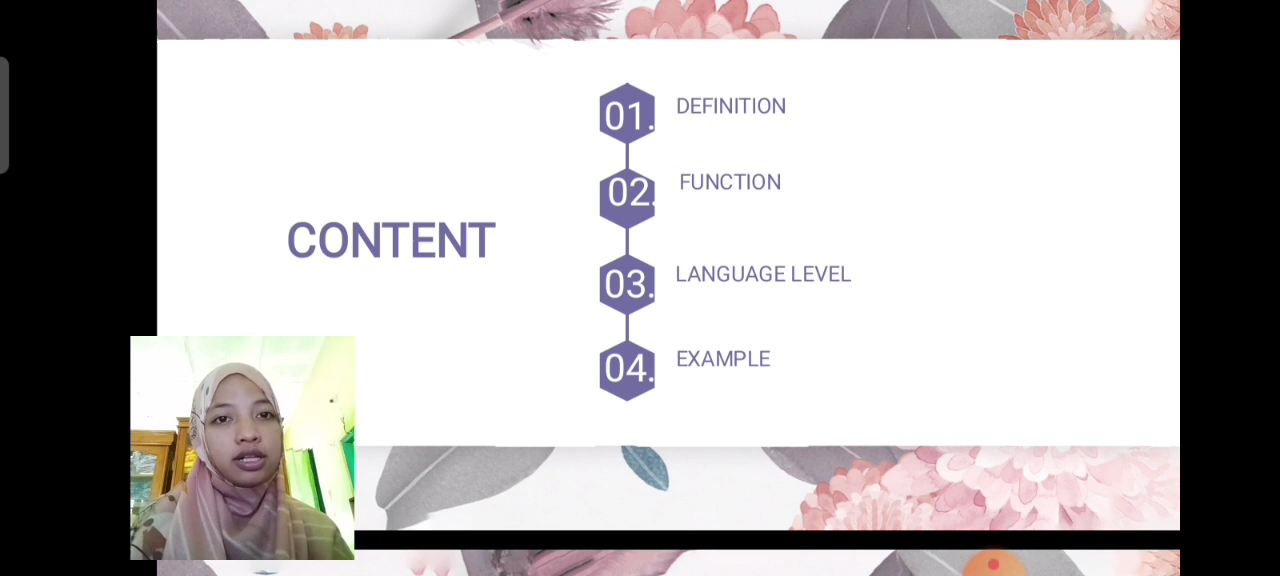 CONTENT
01. DEFINITION
02. FUNCTION
03. LANGUAGE LEVEL
04. EXAMPLE